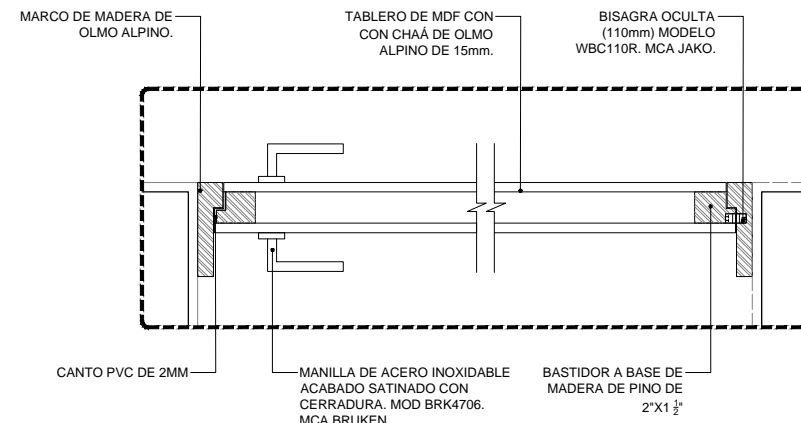 MARCO DE MADERA DE
OLMO ALPINO.
TABLERO DE MDF CON
CON CHAÁ DE OLMO
ALPINO DE 15mm.
BISAGRA OCULTA
(110mm) MODELO
WBC110R. MCA JAKO.
CANTO PVC DE 2MM
MANILLA DE ACERO INOXIDABLE
ACABADO SATINADO CON
CERRADURA. MOD BRK4706.
MCA BRUKEN
BASTIDOR A BASE DE
MADERA DE PINO DE
2"X1 ½"